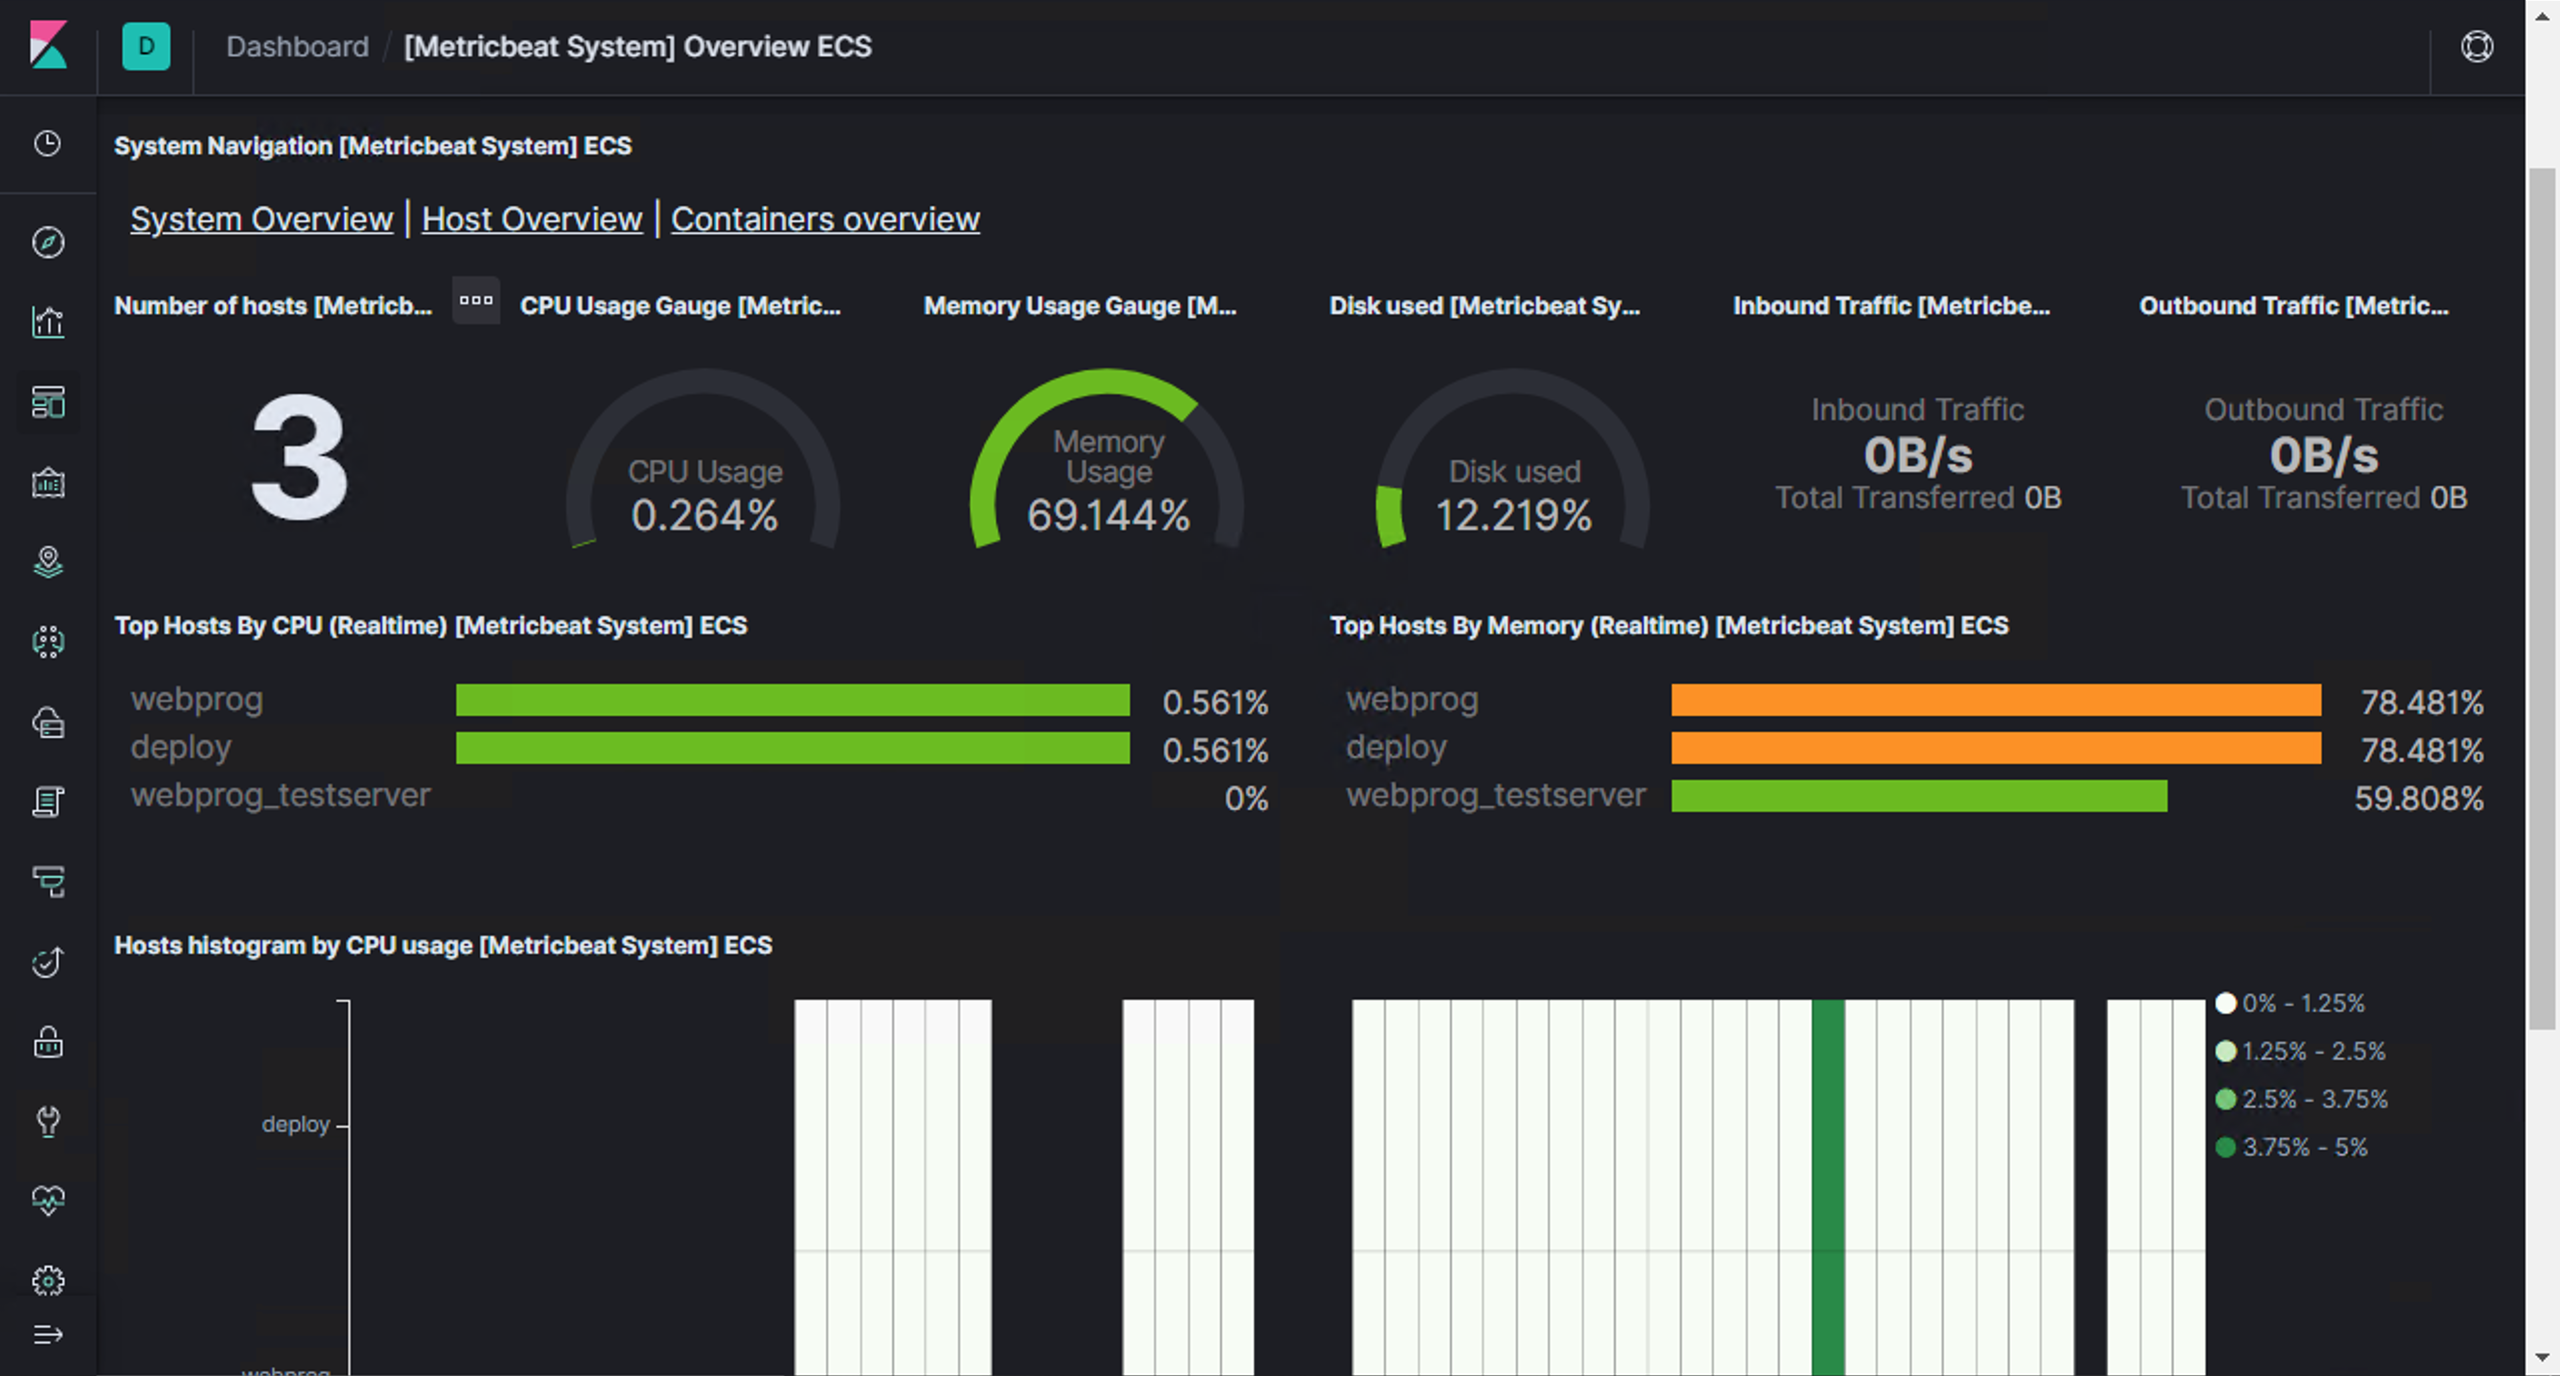 D Dashboard / [Metricbeat System] Overview ECS
System Navigation [Metricbeat System] ECS
System Overview | Host Overview | Containers overview
Number of hosts [Metricb...
3
CPU Usage Gauge [Metric...
CPU Usage
0.264%
Memory Usage Gauge [M...
Memory
Usage
69.144%
Disk used [Metricbeat Sy...
Disk used
12.219%
Inbound Traffic [Metricbe...
Inbound Traffic
0B/s
Total Transferred 0B
Outbound Traffic [Metric...
Outbound Traffic
0B/s
Total Transferred 0B
Top Hosts By CPU (Realtime) [Metricbeat System] ECS
webprog 0.561%
deploy 0.561%
webprog_testserver 0%
Top Hosts By Memory (Realtime) [Metricbeat System] ECS
webprog 78.481%
deploy 78.481%
webprog_testserver 59.808%
Hosts histogram by CPU usage [Metricbeat System] ECS
deploy
webprog
0% - 1.25%
1.25% - 2.5%
2.5% - 3.75%
3.75% - 5%